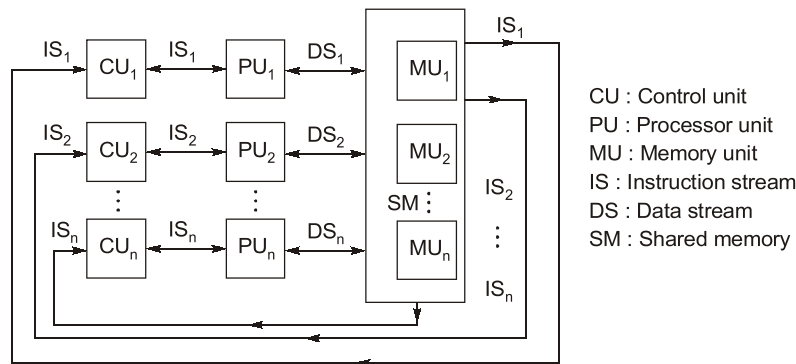 IS1
IS1
CU1
IS1
PU1
DS1
MU1
IS2
CU2
IS2
PU2
DS2
MU2
IS2
SM
ISn
CUn
ISn
PUn
DSn
MUn
ISn
CU : Control unit
PU : Processor unit
MU : Memory unit
IS : Instruction stream
DS : Data stream
SM : Shared memory